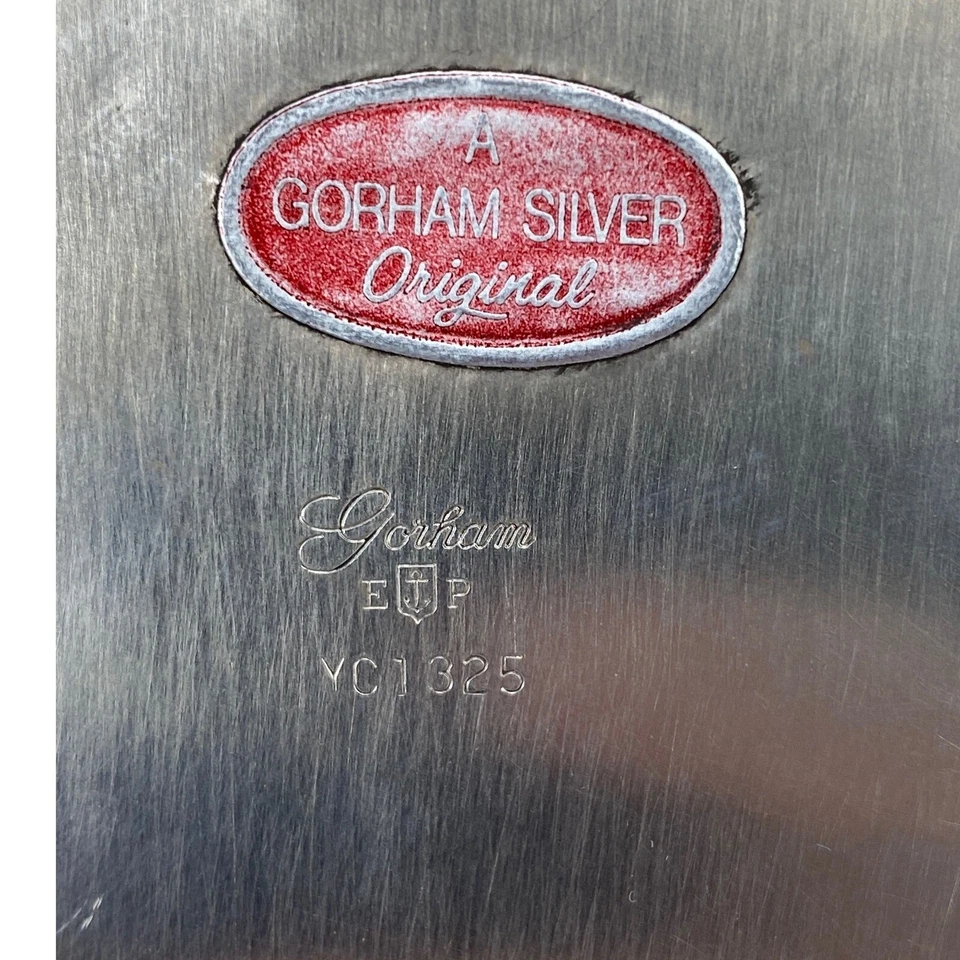 A
GORHAM SILVER
Original
Gorham
E P
YC1325